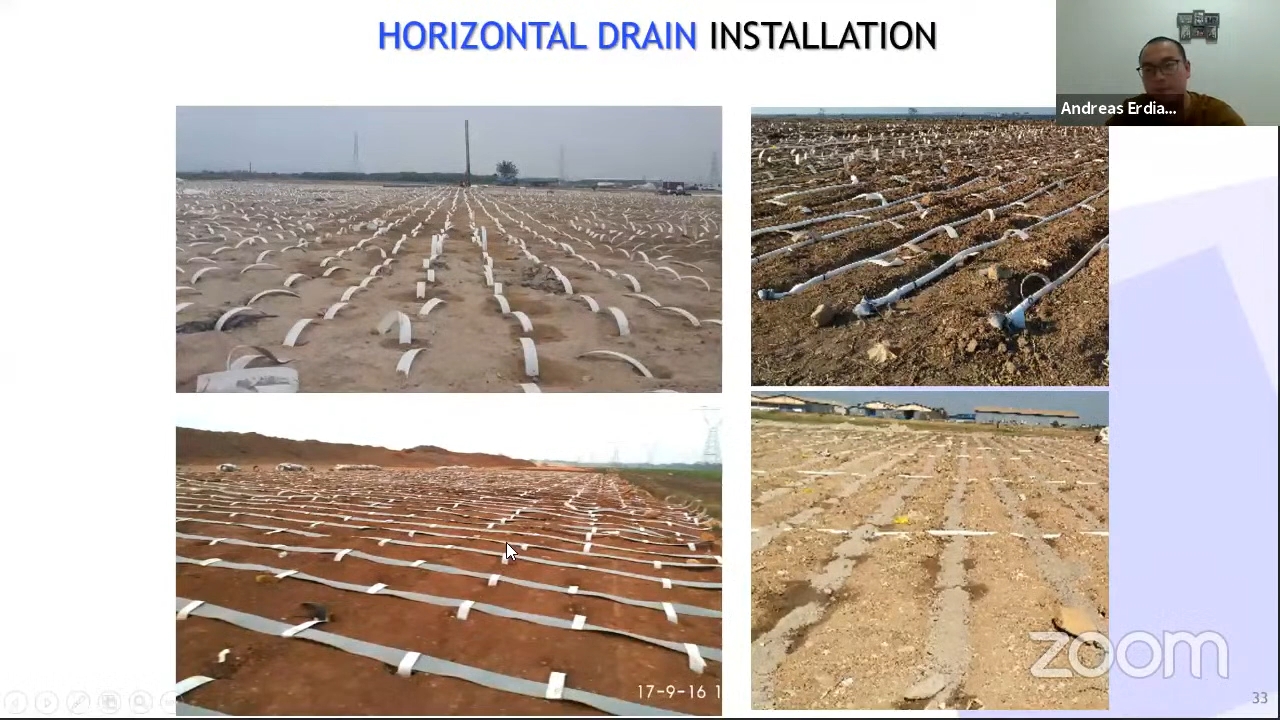 HORIZONTAL DRAIN INSTALLATION
Andreas Erdia...
17-9-16 1
zoom
33